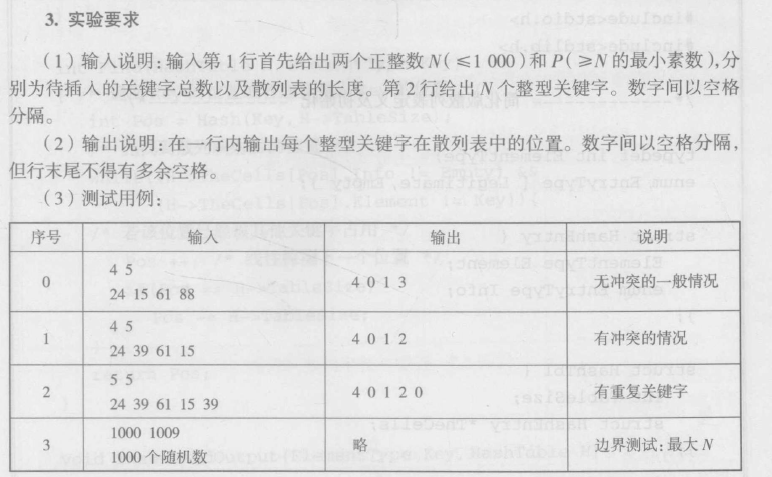 3. 实验要求
（1）输入说明:输入第 1 行首先给出两个正整数 N(≤1 000)和 P(≥N 的最小素数),分
别为待插入的关键字总数以及散列表的长度。第 2 行给出 N 个整型关键字。数字间以空格
分隔。
（2）输出说明:在一行内输出每个整型关键字在散列表中的位置。数字间以空格分隔,
但行末尾不得有多余空格。
（3）测试用例:
序号 输入 输出 说明
0 4 5
24 15 61 88 4 0 1 3 无冲突的一般情况
1 4 5
24 39 61 15 4 0 1 2 有冲突的情况
2 5 5
24 39 61 15 39 4 0 1 2 0 有重复关键字
3 1000 1009
1000 个随机数 略 边界测试:最大 N